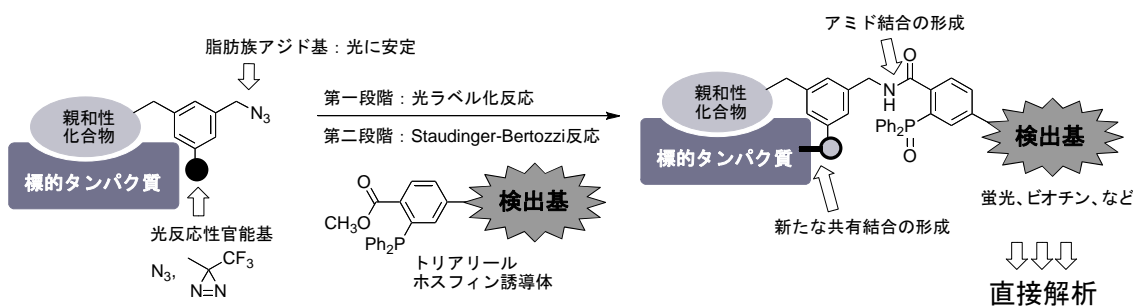 脂肪族アジド基：光に安定
親和性
化合物
N3
標的タンパク質
光反応性官能基
N3,
CF3
N=N
第一段階：光ラベル化反応
第二段階：Staudinger-Bertozzi反応
O
CH3O
Ph2P
検出基
トリアリール
ホスフィン誘導体
アミド結合の形成
親和性
化合物
標的タンパク質
N
H
O
Ph2P
O
検出基
新たな共有結合の形成
蛍光、ビオチン、など
直接解析